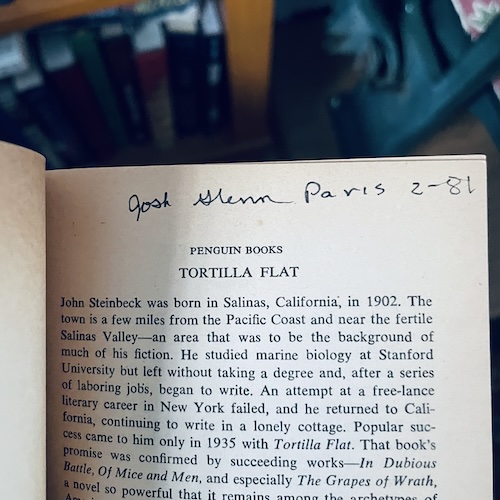 Josh Glenn Paris 2-81
PENGUIN BOOKS
TORTILLA FLAT
John Steinbeck was born in Salinas, California, in 1902. The
town is a few miles from the Pacific Coast and near the fertile
Salinas Valley—an area that was to be the background of
much of his fiction. He studied marine biology at Stanford
University but left without taking a degree and, after a series
of laboring jobs, began to write. An attempt at a free-lance
literary career in New York failed, and he returned to Cali-
fornia, continuing to write in a lonely cottage. Popular suc-
cess came to him only in 1935 with Tortilla Flat. That book's
promise was confirmed by succeeding works—In Dubious
Battle, Of Mice and Men, and especially The Grapes of Wrath,
a novel so powerful that it remains among the archetypes of